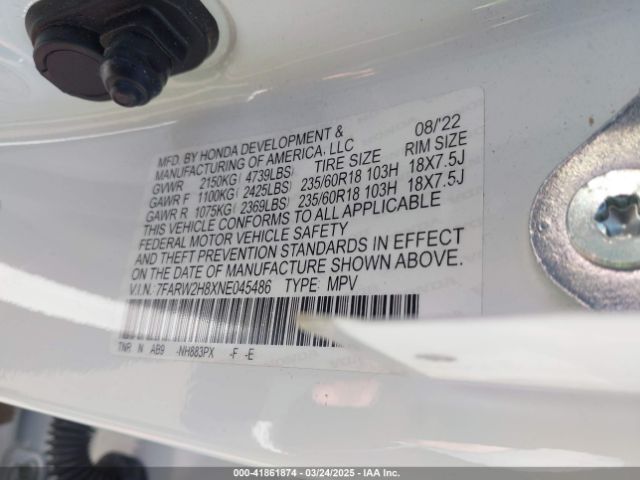 MFD. BY HONDA DEVELOPMENT & 08/'22
MANUFACTURING OF AMERICA, LLC
GVWR 2150KG( 4739LBS) TIRE SIZE RIM SIZE
GAWR F 1100KG( 2425LBS) 235/60R18 103H 18X7.5J
GAWR R 1075KG( 2369LBS) 235/60R18 103H 18X7.5J
THIS VEHICLE CONFORMS TO ALL APPLICABLE
FEDERAL MOTOR VEHICLE SAFETY
AND THEFT PREVENTION STANDARDS IN EFFECT
ON THE DATE OF MANUFACTURE SHOWN ABOVE.
V.I.N. 7FARW2H8XNE045486 TYPE: MPV
TNR N AB9 -NH883PX -F -E
000-41861874 - 03/24/2025 - IAA Inc.